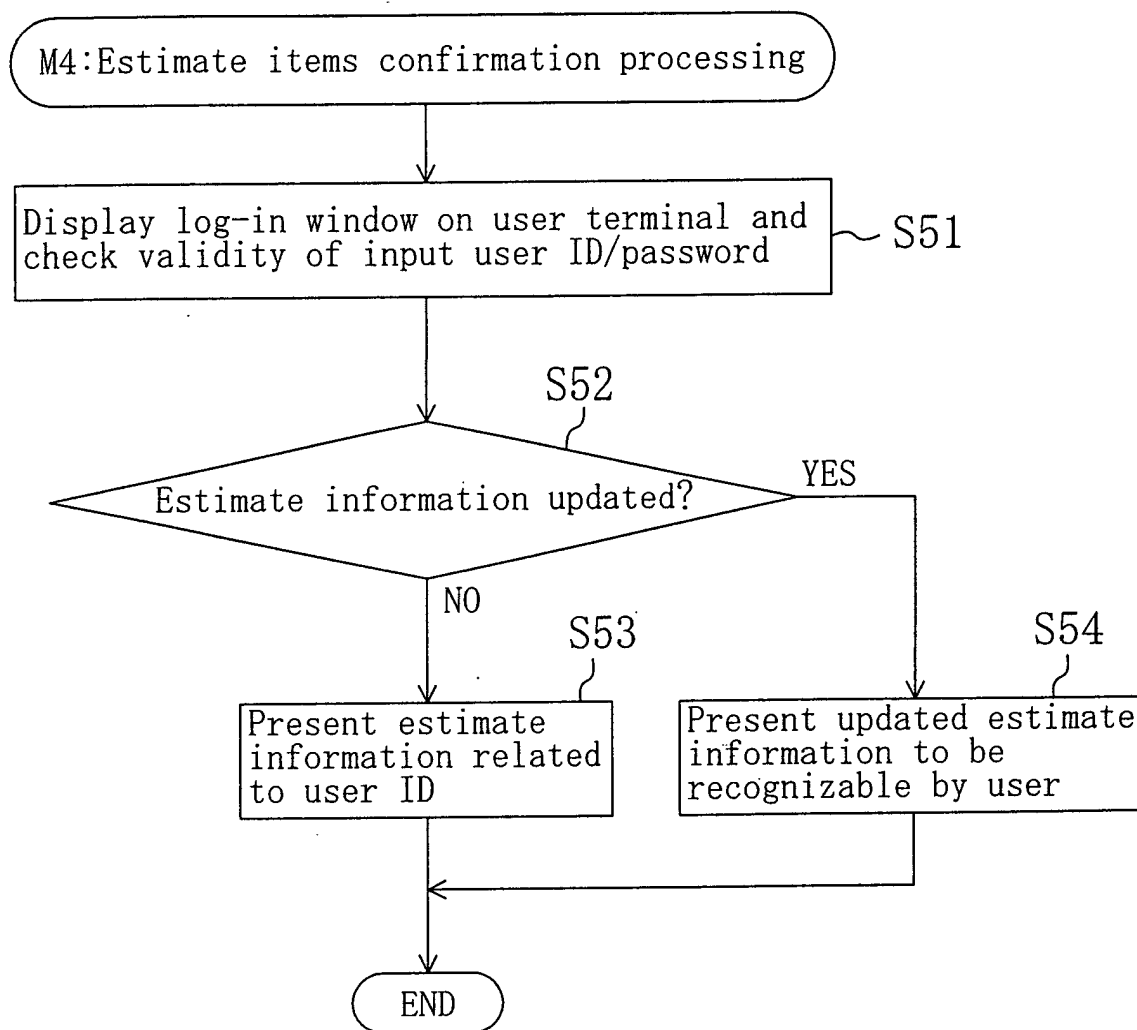 M4:Estimate items confirmation processing
Display log-in window on user terminal and
check validity of input user ID/password
S51
S52
Estimate information updated?
YES
NO
S53
S54
Present estimate
information related
to user ID
Present updated estimate
information to be
recognizable by user
END